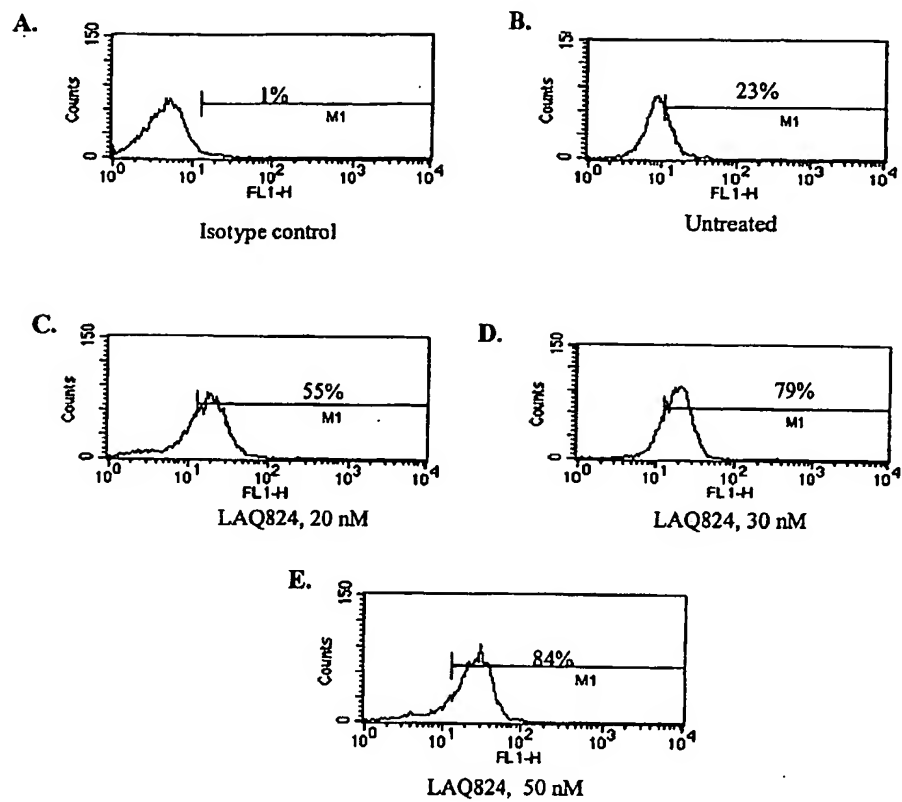 A.
150
Counts
0
1%
M1
10^0 10^1 10^2 10^3 10^4
FL1-H
Isotype control
B.
15
Counts
0
23%
M1
10^0 10^1 10^2 10^3 10^4
FL1-H
Untreated
C.
150
Counts
0
55%
M1
10^0 10^1 10^2 10^3 10^4
FL1-H
LAQ824, 20 nM
D.
150
Counts
0
79%
M1
10^0 10^1 10^2 10^3 10^4
FL1-H
LAQ824, 30 nM
E.
150
Counts
0
84%
M1
10^0 10^1 10^2 10^3 10^4
FL1-H
LAQ824, 50 nM